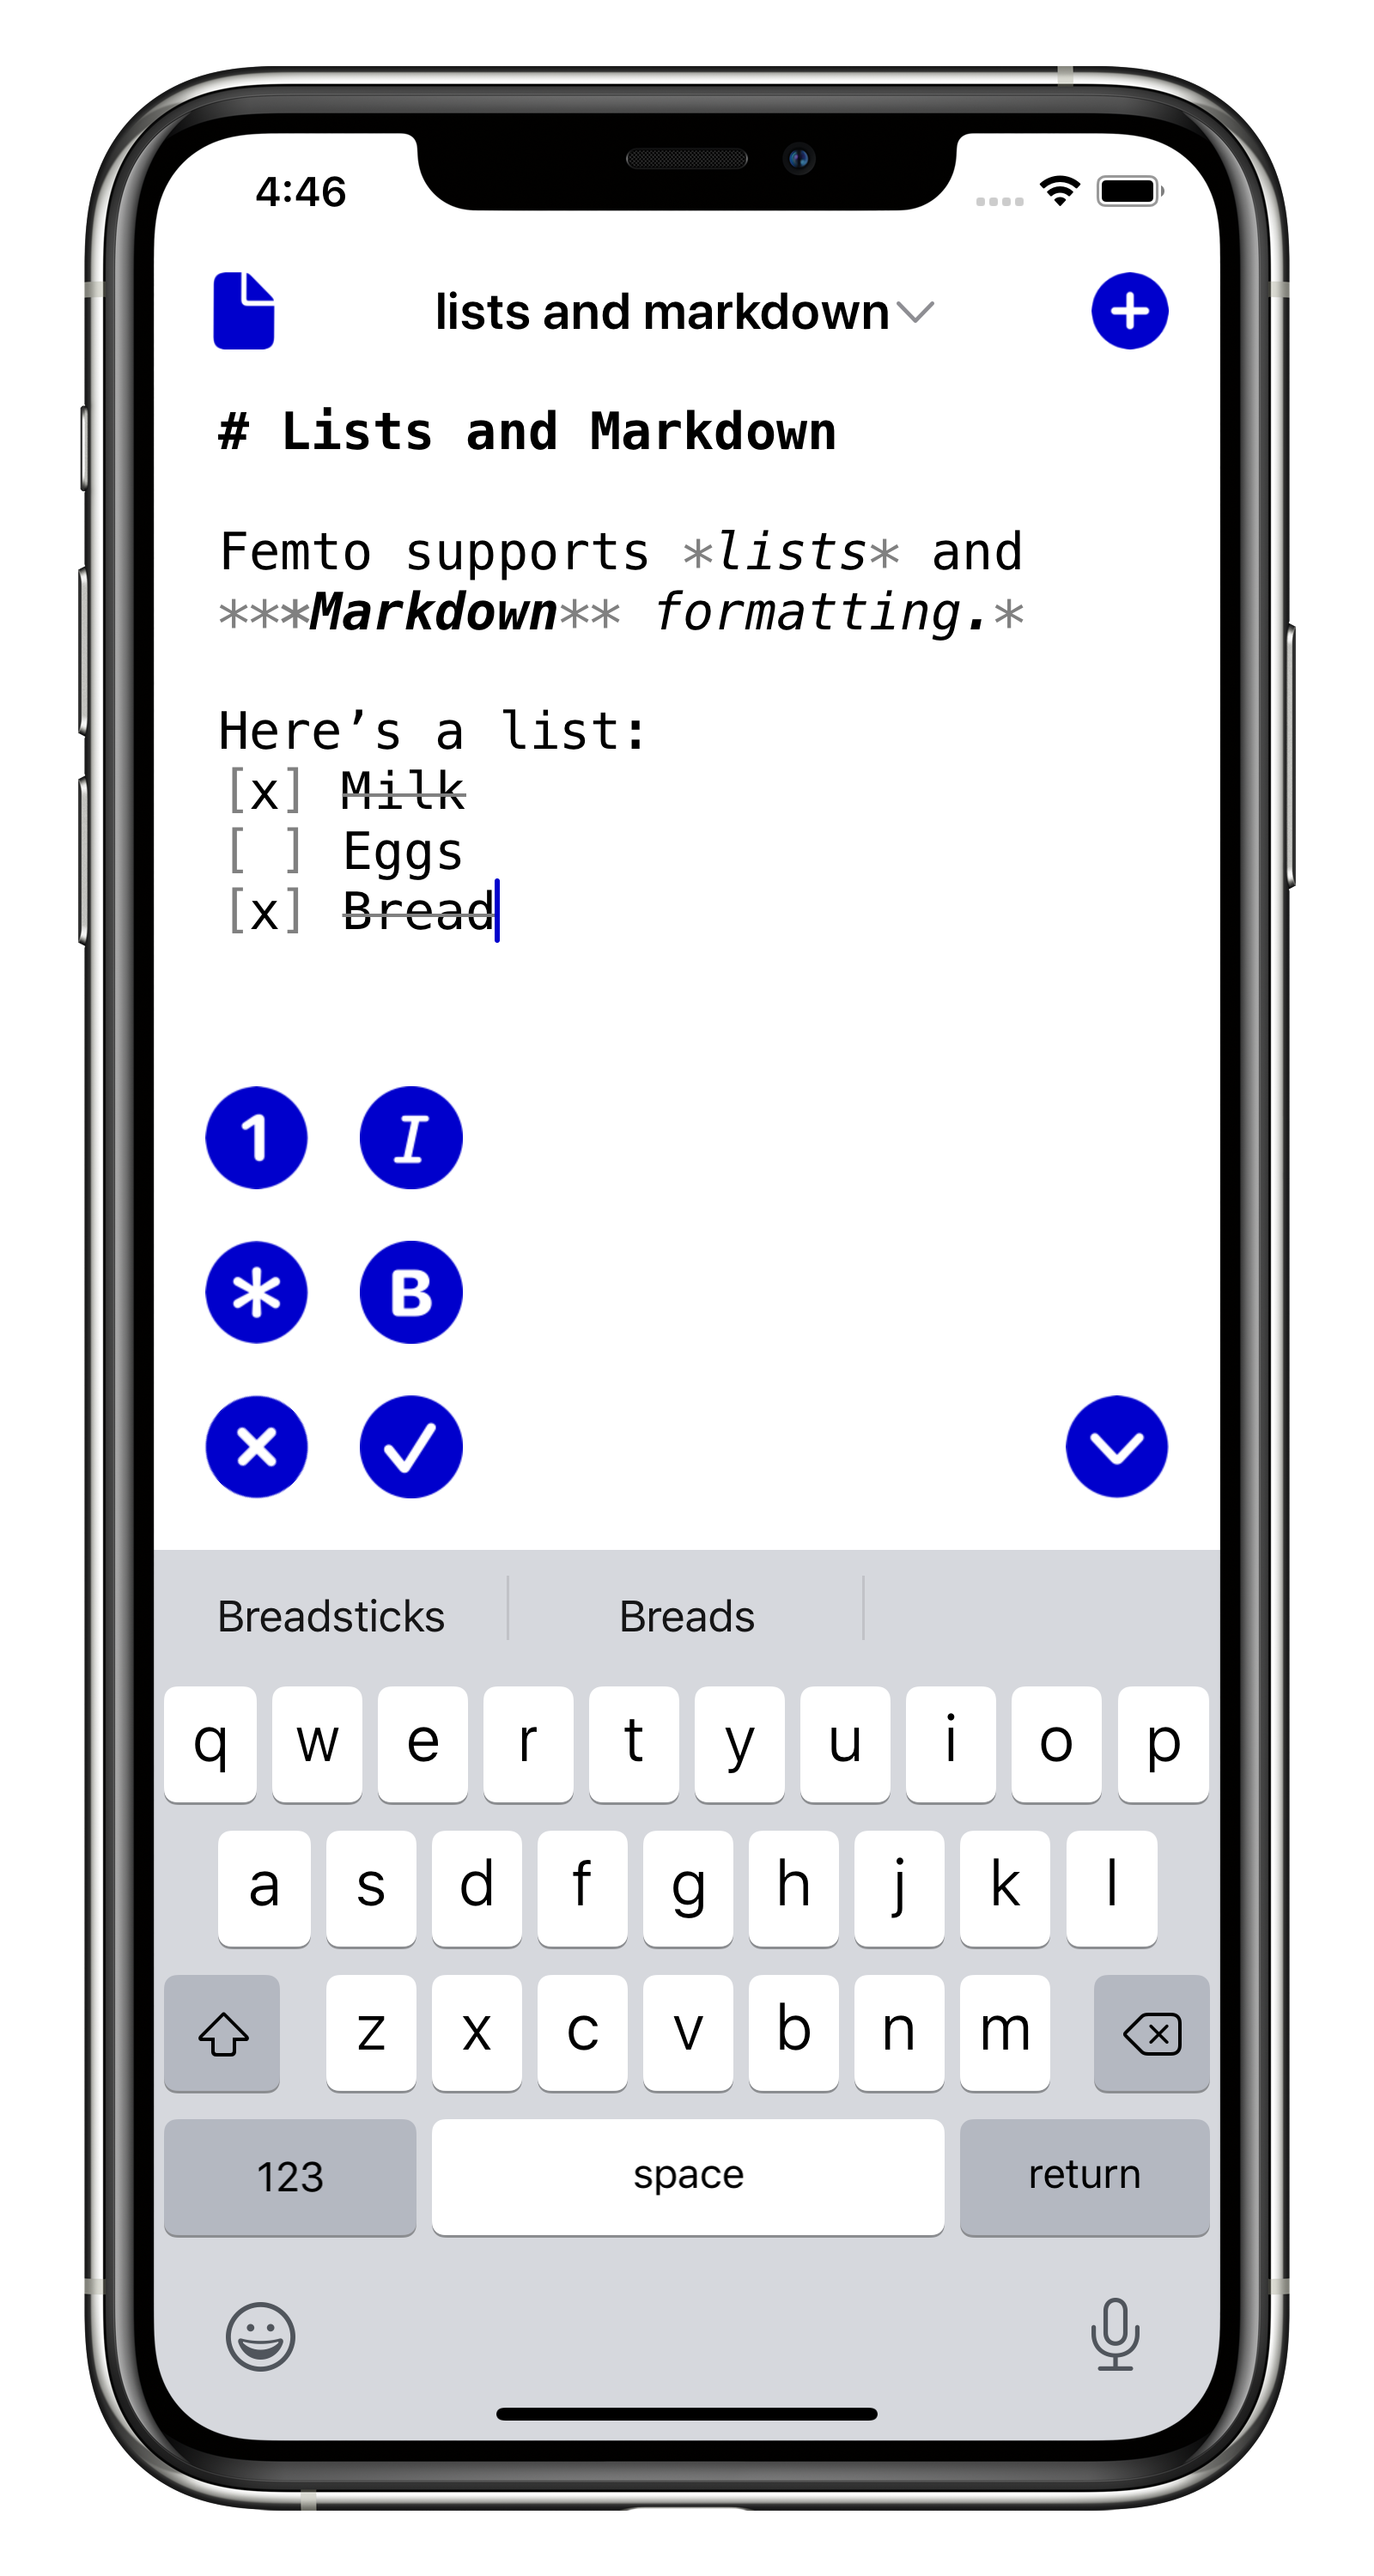 4:46
lists and markdown
# Lists and Markdown
Femto supports *lists* and
***Markdown** formatting.*
Here’s a list:
[x] Milk
[ ] Eggs
[x] Bread
1 I
* B
Breadsticks Breads
q w e r t y u i o p
a s d f g h j k l
z x c v b n m
123 space return